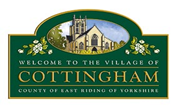 WELCOME TO THE VILLAGE OF
COTTINGHAM
COUNTY OF EAST RIDING OF YORKSHIRE